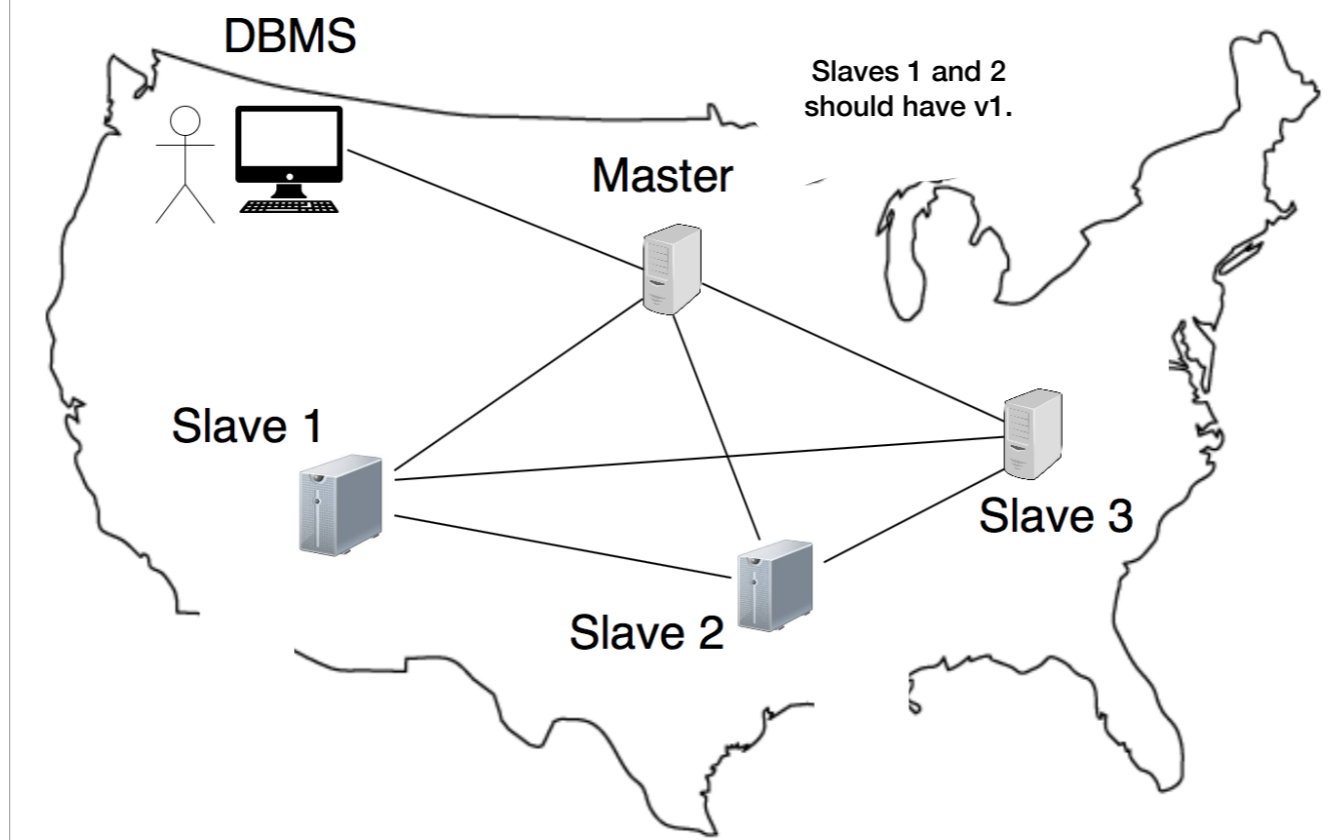 DBMS
Slaves 1 and 2
should have v1.
Master
Slave 1
Slave 3
Slave 2